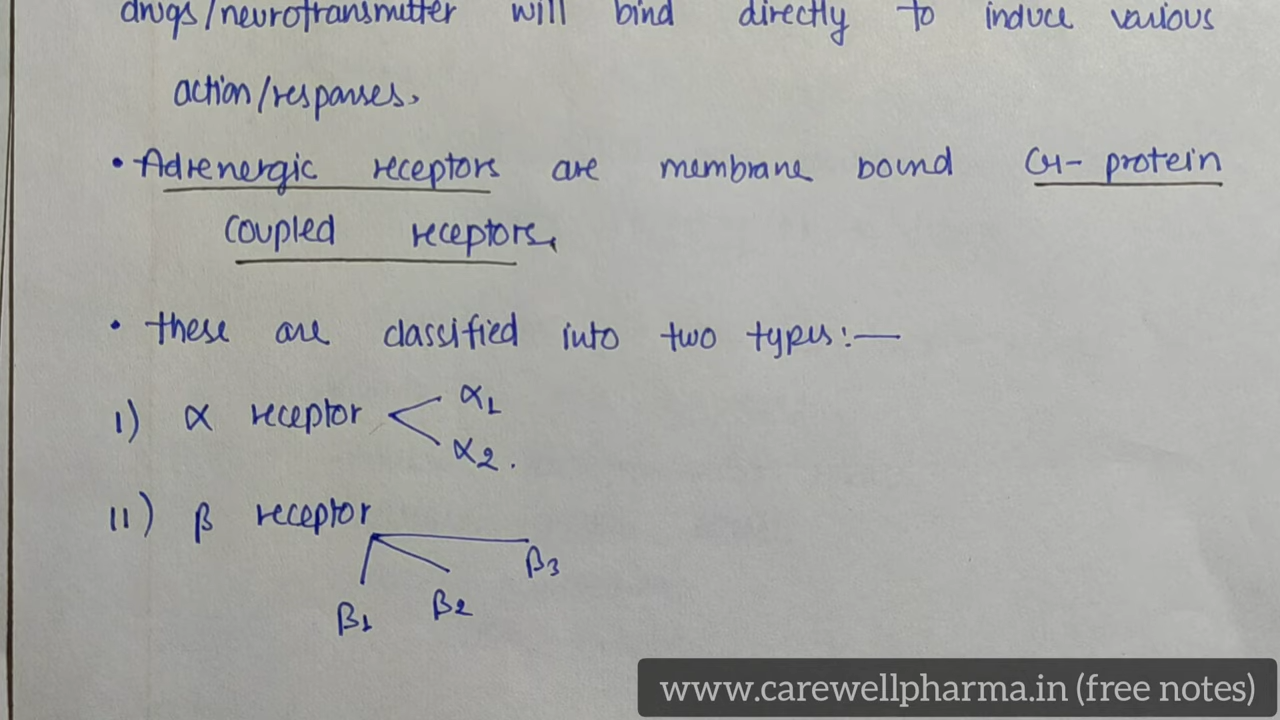 drugs/neurotransmitter will bind directly to induce various
action/responses.
• Adrenergic receptors are membrane bound G-protein
coupled receptors.
• these are classified into two types:—
I) α receptor α1
α2.
II) β receptor
β1 β2 β3
www.carewellpharma.in (free notes)